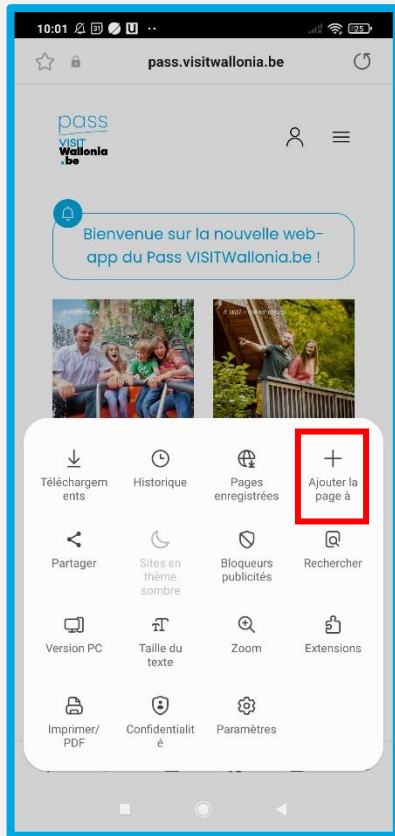 10:01 31 U ··
25
pass.visitwallonia.be
pass
VISIT
Wallonia
.be
Bienvenue sur la nouvelle web-
app du Pass VISITWallonia.be !
Téléchargem
ents
Historique
Pages
enregistrées
Ajouter la
page à
Partager
Sites en
thème
sombre
Bloqueurs
publicités
Rechercher
Version PC
Taille du
texte
Zoom
Extensions
Imprimer/
PDF
Confidentialit
é
Paramètres